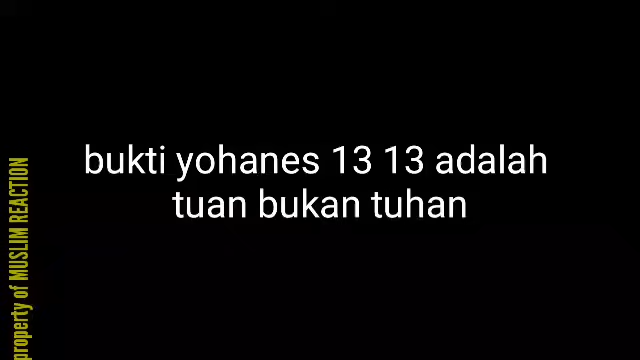 bukti yohanes 13 13 adalah
tuan bukan tuhan
property of MUSLIM REACTION